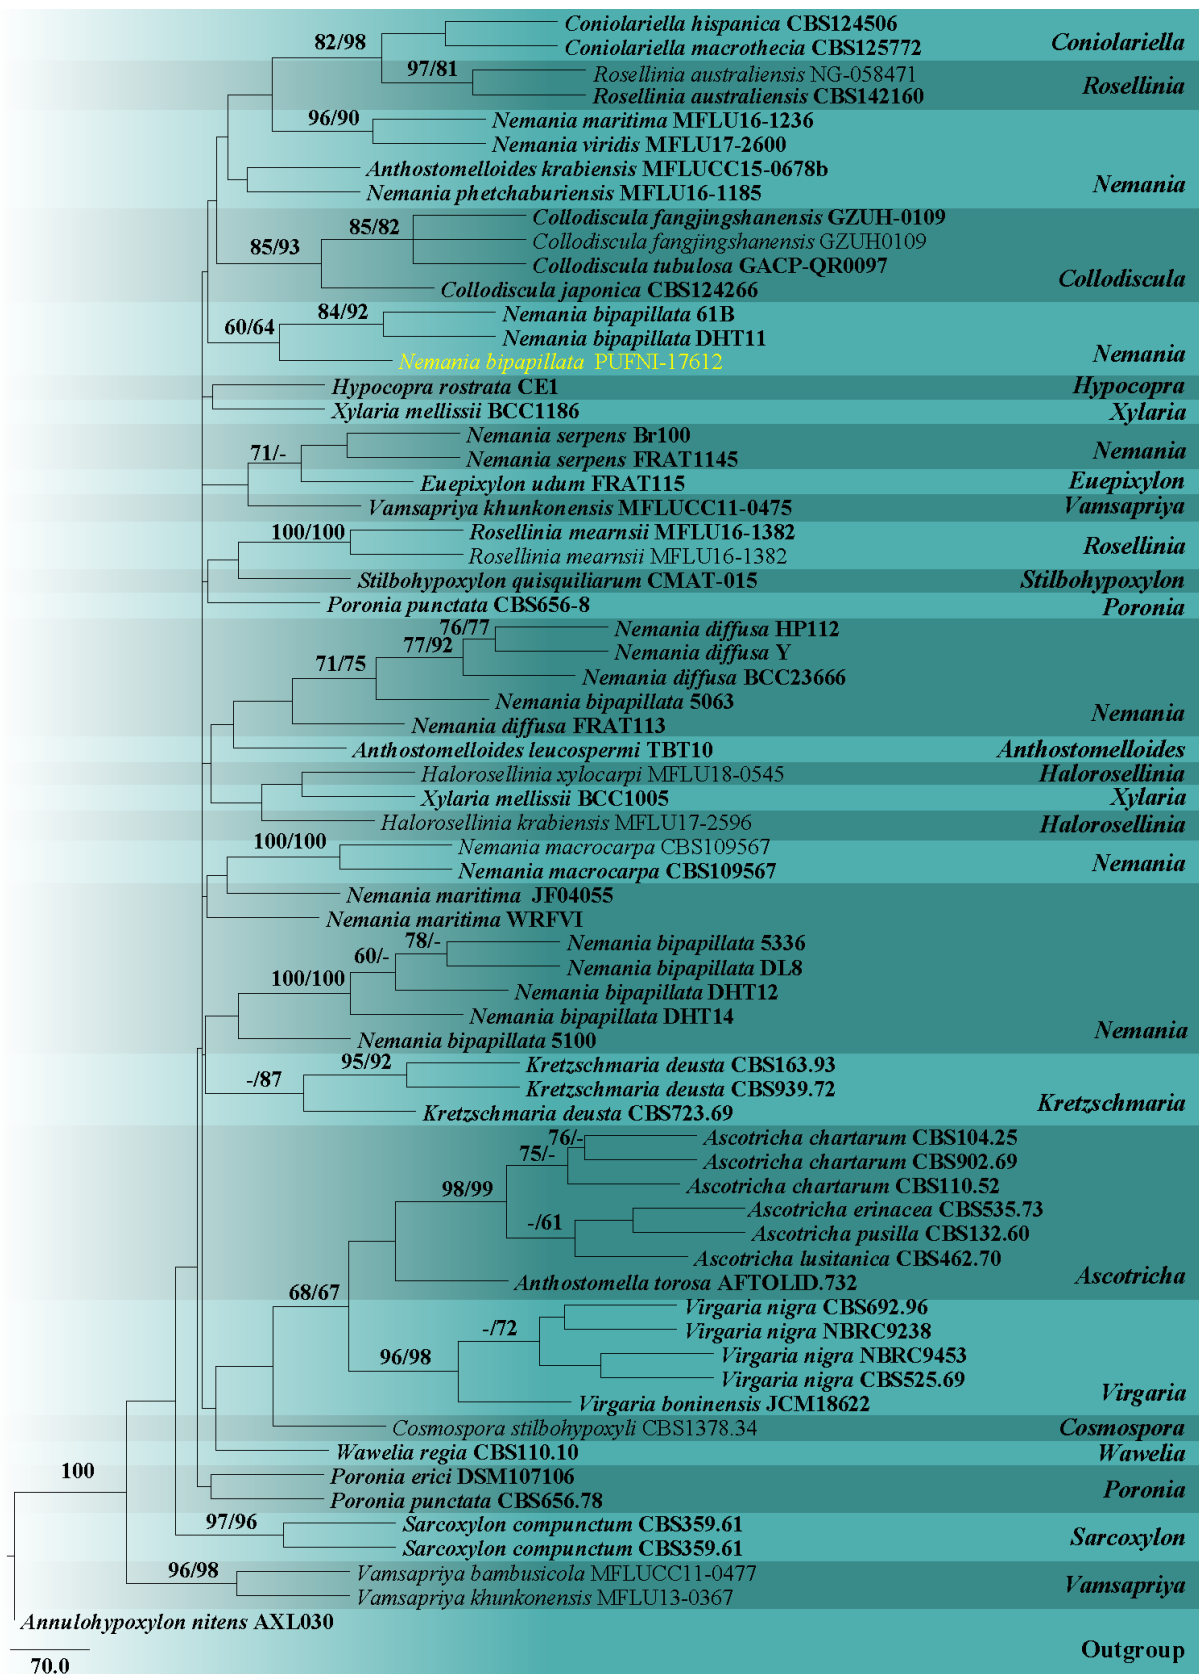 Coniolariella hispanica CBS124506
82/98
Coniolariella macrothecia CBS125772
Coniolariella
97/81
Rosellinia australiensis NG-058471
Rosellinia
Rosellinia australiensis CBS142160
96/90
Nemania maritima MFLU16-1236
Nemania viridis MFLU17-2600
Anthostomelloides krabiensis MFLUCC15-0678b
Nemania
Nemania phetchaburiensis MFLU16-1185
85/82
Collodiscula fangjingshanensis GZUH-0109
Collodiscula fangjingshanensis GZUH0109
85/93
Collodiscula tubulosa GACP-QR0097
Collodiscula
Collodiscula japonica CBS124266
84/92
Nemania bipapillata 61B
60/64
Nemania bipapillata DHT11
Nemania
Nemania bipapillata PUFNI-17612
Hypocopra rostrata CE1
Hypocopra
Xylaria mellissii BCC1186
Xylaria
Nemania serpens Br100
71/-
Nemania serpens FRAT1145
Nemania
Euepixylon udum FRAT115
Euepixylon
Vamsapriya khunkonensis MFLUCC11-0475
Vamsapriya
100/100
Rosellinia mearnsii MFLU16-1382
Rosellinia
Rosellinia mearnsii MFLU16-1382
Stilbohypoxylon quisquiliarum CMAT-015
Stilbohypoxylon
Poronia punctata CBS656-8
Poronia
76/77
Nemania diffusa HP112
77/92
Nemania diffusa Y
71/75
Nemania diffusa BCC23666
Nemania bipapillata 5063
Nemania
Nemania diffusa FRAT113
Anthostomelloides leucospermi TBT10
Anthostomelloides
Halorosellinia xylocarpi MFLU18-0545
Halorosellinia
Xylaria mellissii BCC1005
Xylaria
Halorosellinia krabiensis MFLU17-2596
Halorosellinia
100/100
Nemania macrocarpa CBS109567
Nemania
Nemania macrocarpa CBS109567
Nemania maritima JF04055
Nemania maritima WRFVI
78/-
Nemania bipapillata 5336
60/-
Nemania bipapillata DL8
100/100
Nemania bipapillata DHT12
Nemania bipapillata DHT14
Nemania
Nemania bipapillata 5100
95/92
Kretzschmaria deusta CBS163.93
-/87
Kretzschmaria deusta CBS939.72
Kretzschmaria
Kretzschmaria deusta CBS723.69
76/-
Ascotricha chartarum CBS104.25
75/-
Ascotricha chartarum CBS902.69
98/99
Ascotricha chartarum CBS110.52
Ascotricha erinacea CBS535.73
-/61
Ascotricha pusilla CBS132.60
Ascotricha lusitanica CBS462.70
Ascotricha
Anthostomella torosa AFTOLID.732
68/67
Virgaria nigra CBS692.96
-/72
Virgaria nigra NBRC9238
96/98
Virgaria nigra NBRC9453
Virgaria nigra CBS525.69
Virgaria
Virgaria boninensis JCM18622
Cosmospora stilbohypoxyli CBS1378.34
Cosmospora
Wawelia regia CBS110.10
Wawelia
100
Poronia erici DSM107106
Poronia
Poronia punctata CBS656.78
97/96
Sarcoxylon compunctum CBS359.61
Sarcoxylon
Sarcoxylon compunctum CBS359.61
96/98
Vamsapriya bambusicola MFLUCC11-0477
Vamsapriya
Vamsapriya khunkonensis MFLU13-0367
Annulohypoxylon nitens AXL030
Outgroup
70.0